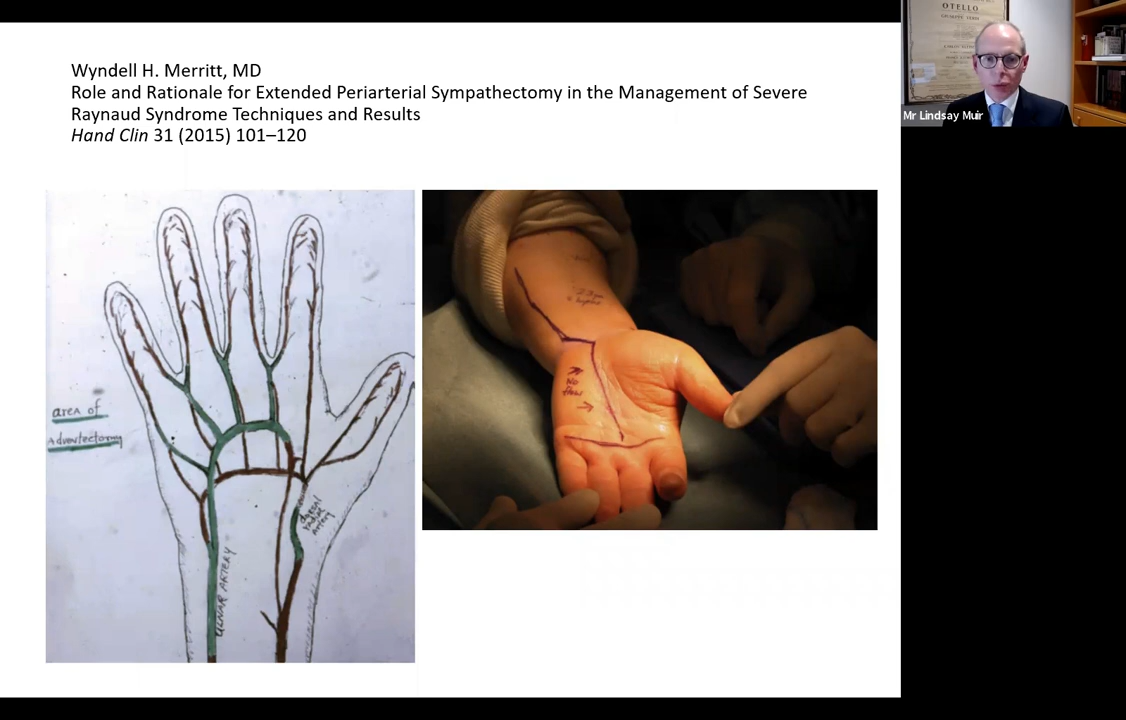 Wyndell H. Merritt, MD
Role and Rationale for Extended Periarterial Sympathectomy in the Management of Severe
Raynaud Syndrome Techniques and Results
Hand Clin 31 (2015) 101–120
area of
Adventectomy
ULNAR ARTERY
dorsal
radial
artery
No
flow
OTELLO
Mr Lindsay Muir